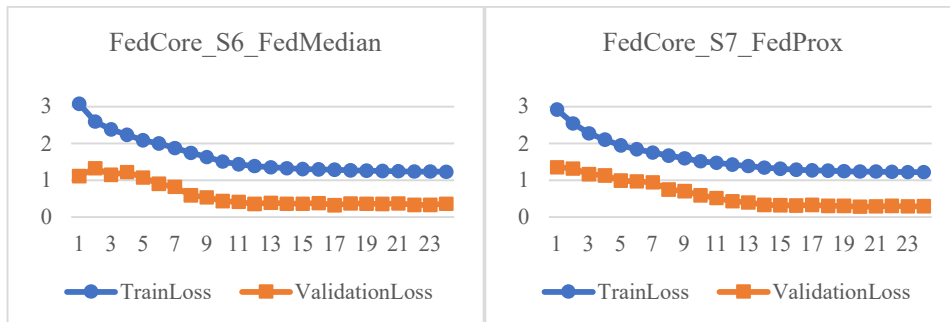 FedCore_S6_FedMedian
3
2
1
0
1 3 5 7 9 11 13 15 17 19 21 23
TrainLoss ValidationLoss
FedCore_S7_FedProx
3
2
1
0
1 3 5 7 9 11 13 15 17 19 21 23
TrainLoss ValidationLoss